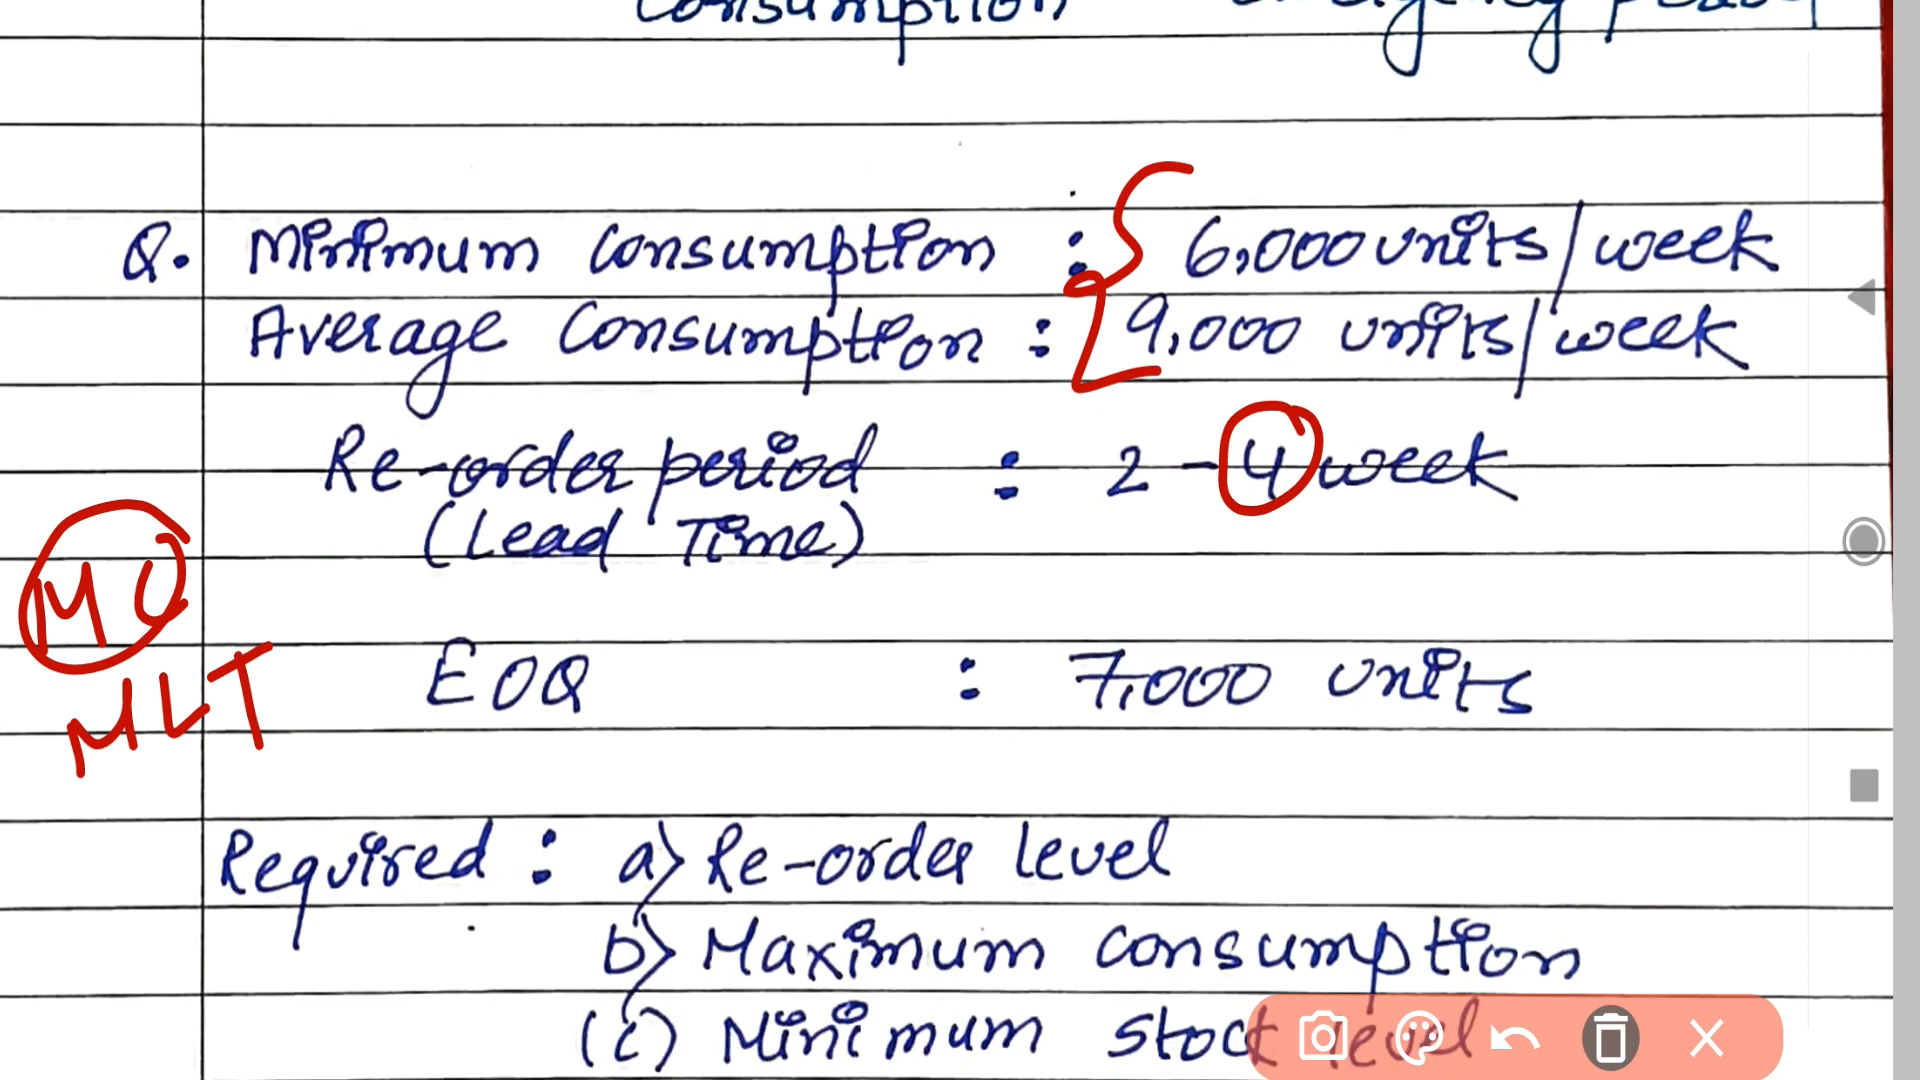 consumption
Q. Minimum consumption : 6,000 units/week
Average consumption : 9,000 units/week
Re-order period : 2 - 4 week
(Lead Time)
MC
MLT
EOQ : 7,000 units
Required : a) Re-order level
b) Maximum consumption
(c) Minimum stock level